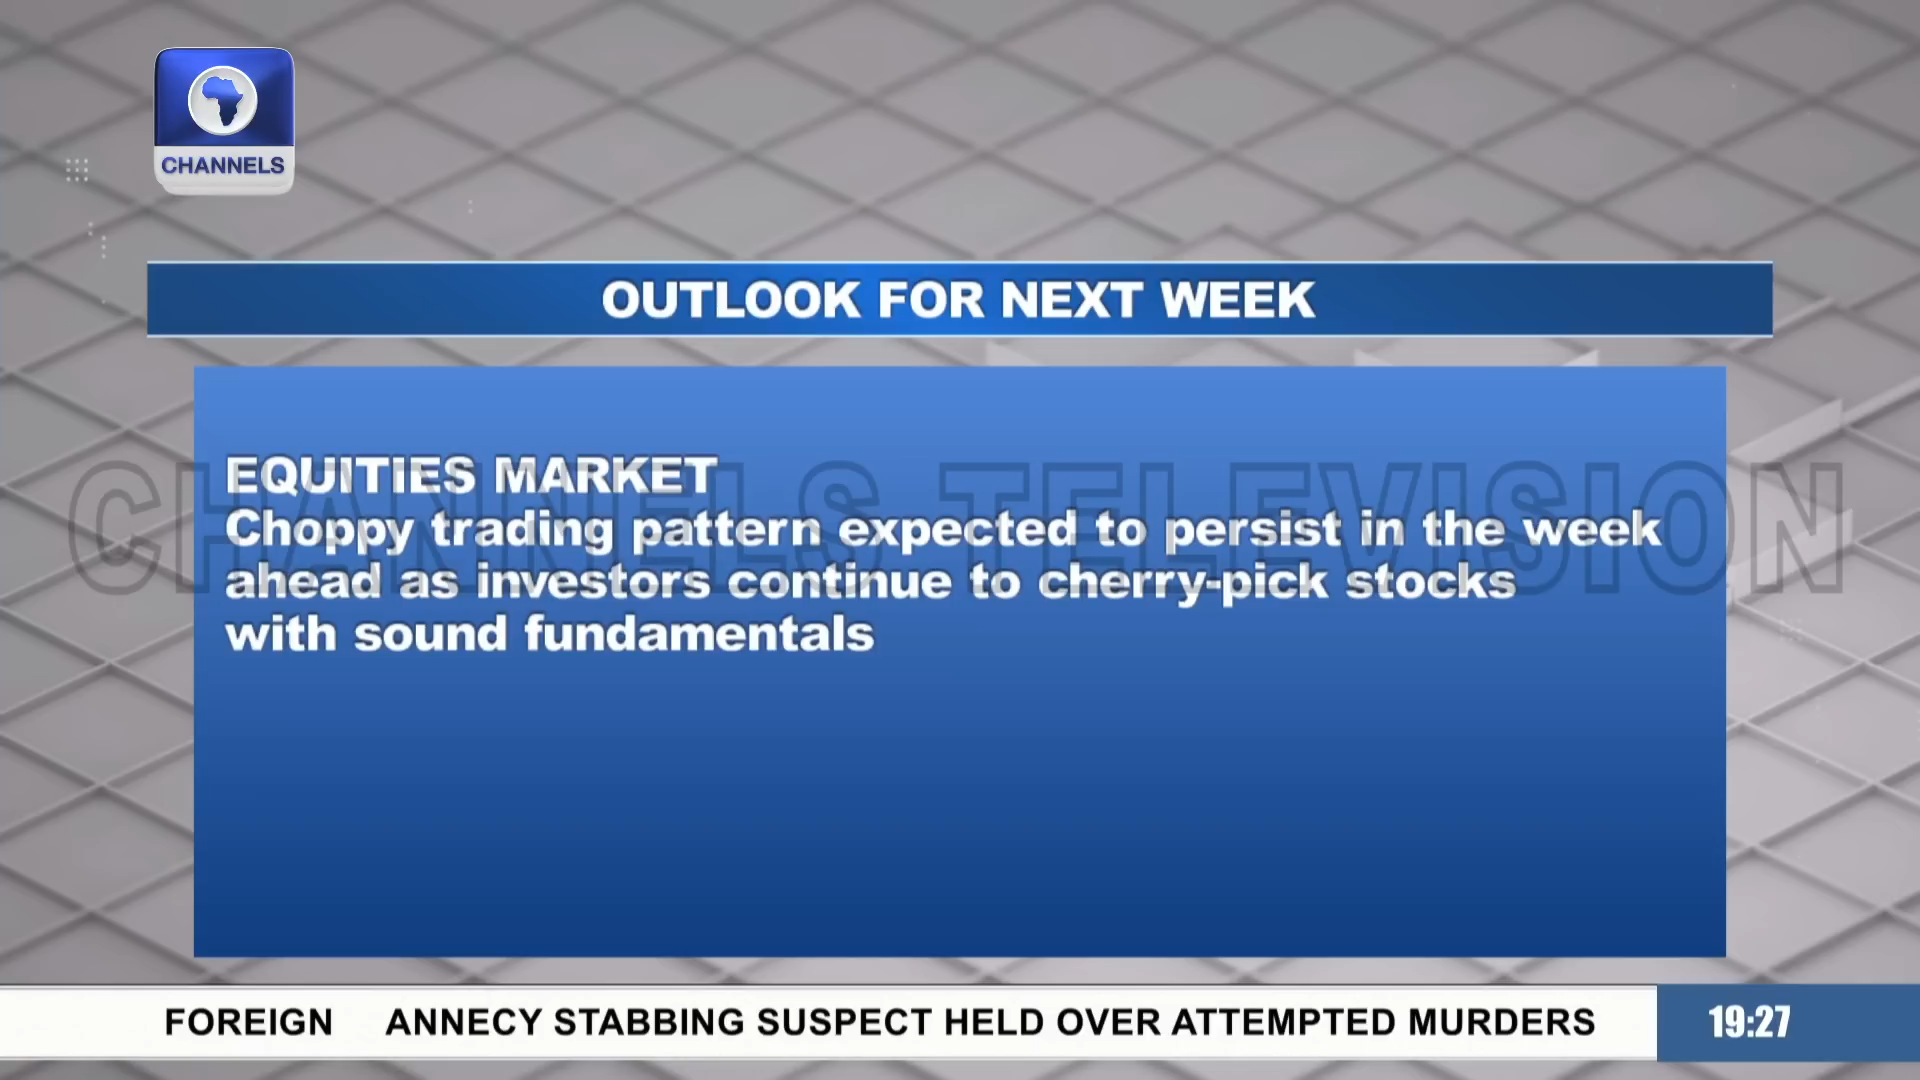 CHANNELS
OUTLOOK FOR NEXT WEEK
EQUITIES MARKET
Choppy trading pattern expected to persist in the week
ahead as investors continue to cherry-pick stocks
with sound fundamentals
CHANNELS TELEVISION
FOREIGN ANNECY STABBING SUSPECT HELD OVER ATTEMPTED MURDERS
19:27